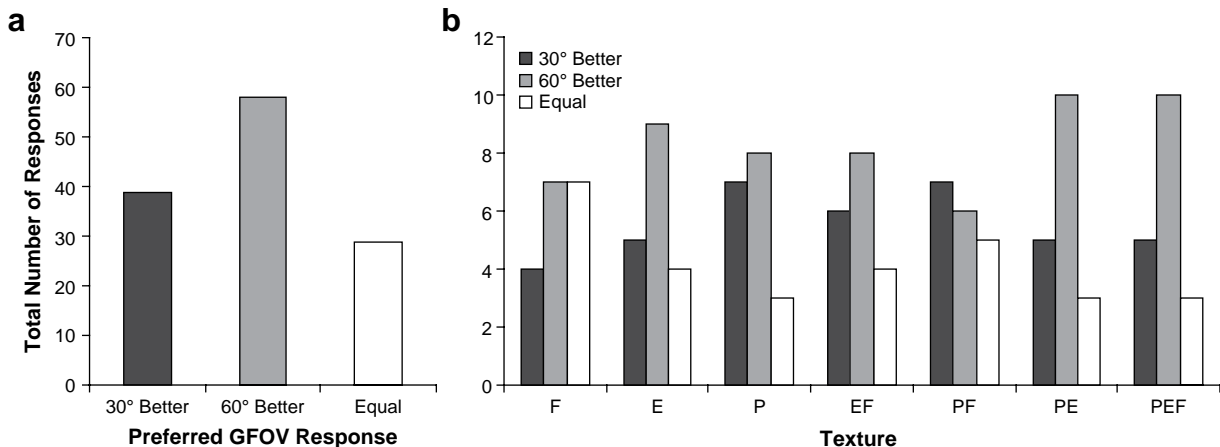 a
70
60
50
40
30
20
10
0
Total Number of Responses
30° Better 60° Better Equal
Preferred GFOV Response
b
12
10
8
6
4
2
0
30° Better
60° Better
Equal
F E P EF PF PE PEF
Texture